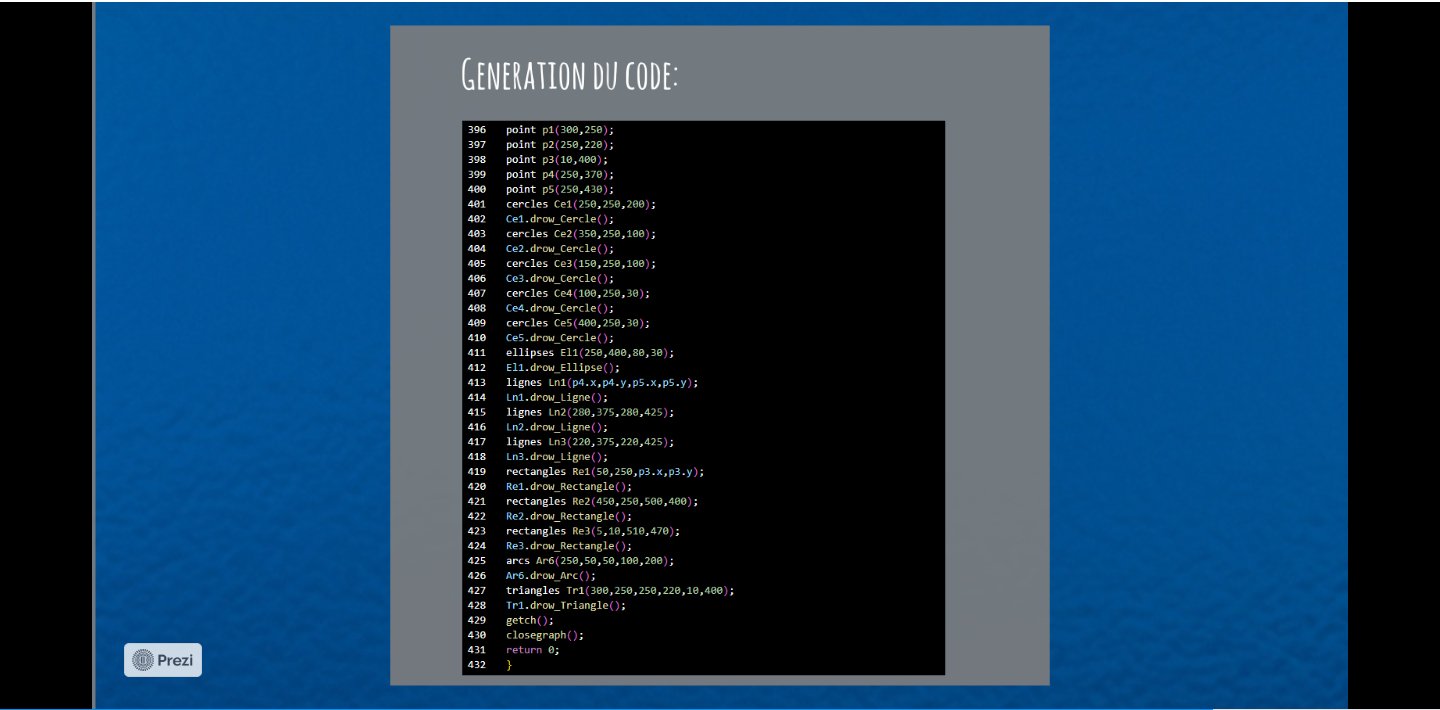 GENERATION DU CODE:
396 point p1(300,250);
397 point p2(250,220);
398 point p3(10,400);
399 point p4(250,370);
400 point p5(250,430);
401 cercles Ce1(250,250,200);
402 Ce1.drow_Cercle();
403 cercles Ce2(350,250,100);
404 Ce2.drow_Cercle();
405 cercles Ce3(150,250,100);
406 Ce3.drow_Cercle();
407 cercles Ce4(100,250,30);
408 Ce4.drow_Cercle();
409 cercles Ce5(400,250,30);
410 Ce5.drow_Cercle();
411 ellipses El1(250,400,80,30);
412 El1.drow_Ellipse();
413 lignes Ln1(p4.x,p4.y,p5.x,p5.y);
414 Ln1.drow_Ligne();
415 lignes Ln2(280,375,280,425);
416 Ln2.drow_Ligne();
417 lignes Ln3(220,375,220,425);
418 Ln3.drow_Ligne();
419 rectangles Re1(50,250,p3.x,p3.y);
420 Re1.drow_Rectangle();
421 rectangles Re2(450,250,500,400);
422 Re2.drow_Rectangle();
423 rectangles Re3(5,10,510,470);
424 Re3.drow_Rectangle();
425 arcs Ar6(250,50,50,100,200);
426 Ar6.drow_Arc();
427 triangles Tr1(300,250,250,220,10,400);
428 Tr1.drow_Triangle();
429 getch();
430 closegraph();
431 return 0;
432 }
Prezi